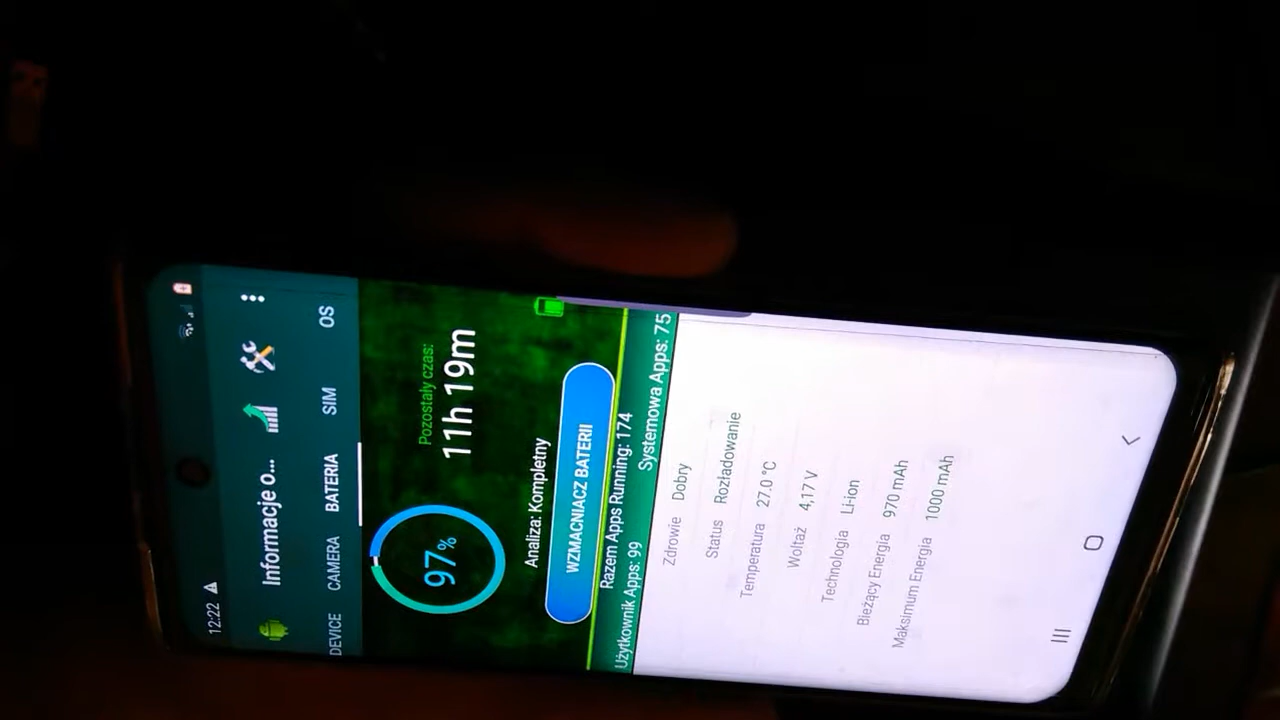 12:22
Informacje o...
DEVICE CAMERA BATERIA SIM OS
97%
Pozostały czas:
11h 19m
Analiza: Kompletny
WZMACNIACZ BATERII
Razem Apps Running: 174
Użytkownik Apps: 99 Systemowa Apps: 75
Zdrowie Dobry
Status Rozładowanie
Temperatura 27.0 °C
Woltaż 4,17 V
Technologia Li-ion
Bieżący Energia 970 mAh
Maksimum Energia 1000 mAh